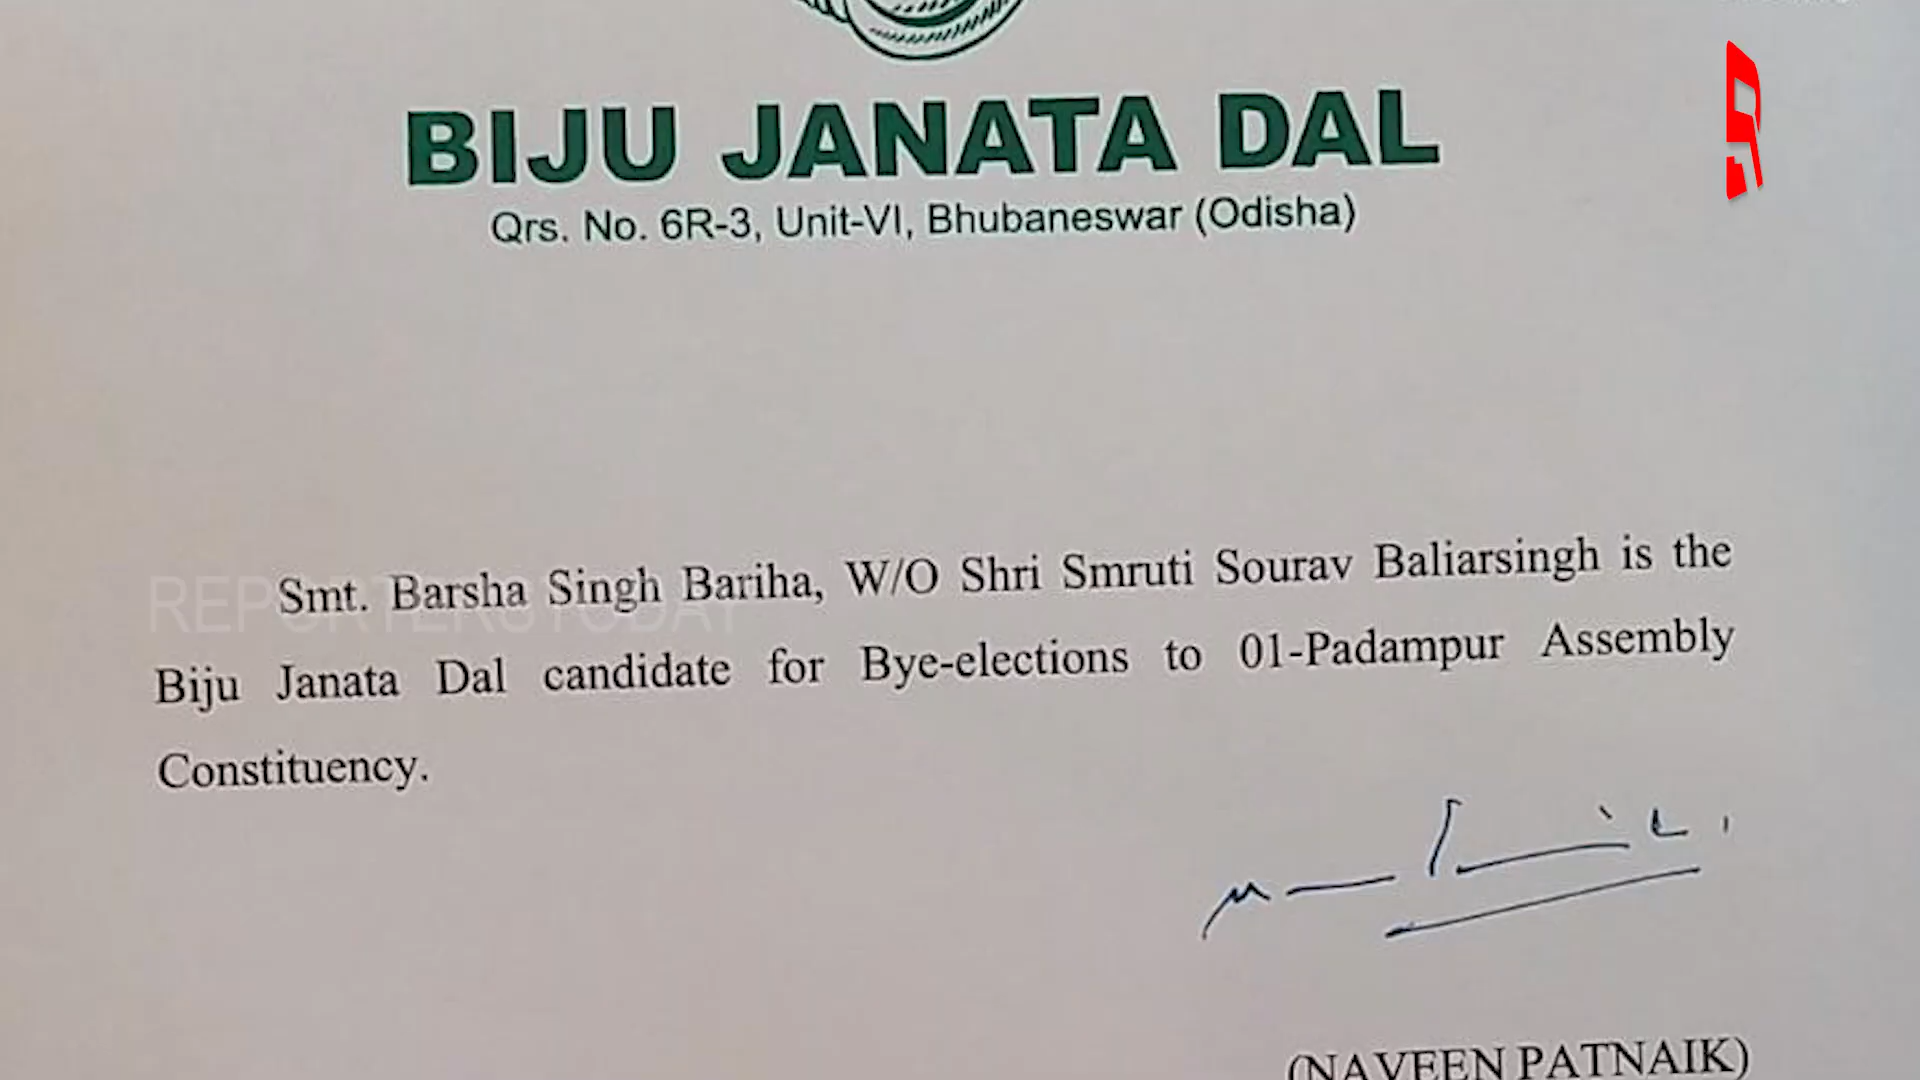 BIJU JANATA DAL
Qrs. No. 6R-3, Unit-VI, Bhubaneswar (Odisha)
Smt. Barsha Singh Bariha, W/O Shri Smruti Sourav Baliarsingh is the
REPORTERSTODAY
Biju Janata Dal candidate for Bye-elections to 01-Padampur Assembly
Constituency.
(NAVEEN PATNAIK)